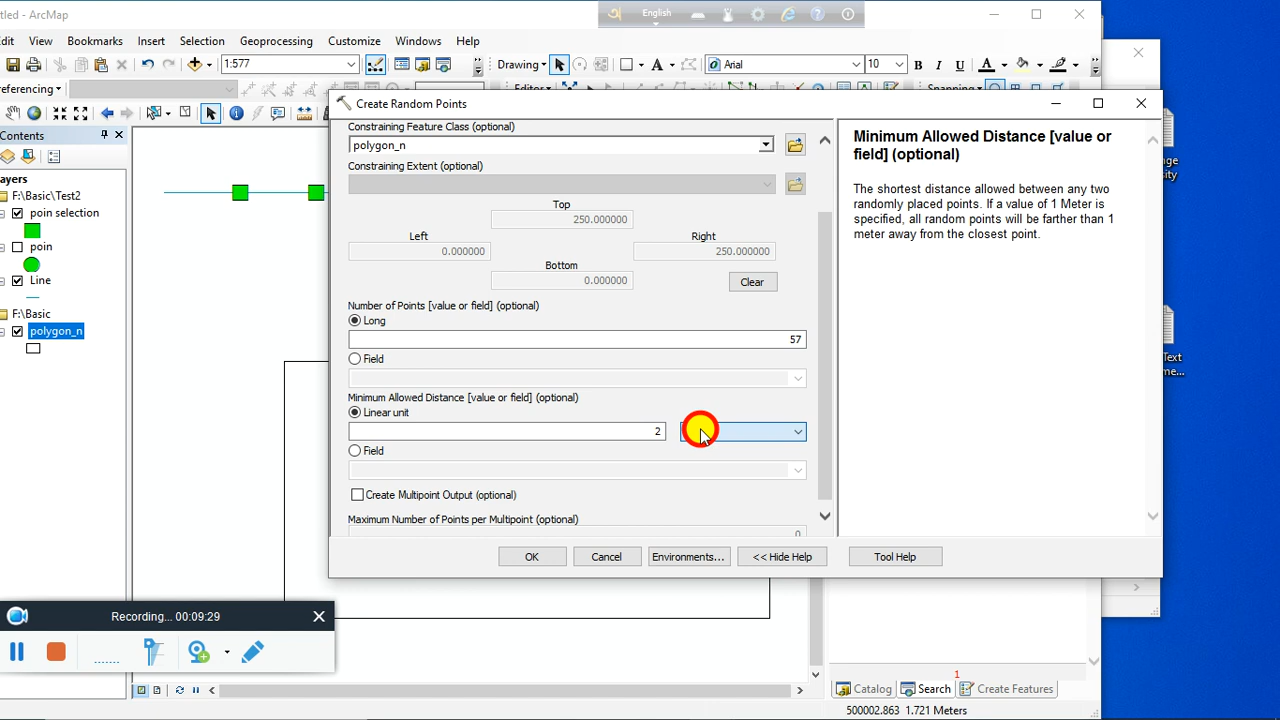 ntitled - ArcMap
English
dit View Bookmarks Insert Selection Geoprocessing Customize Windows Help
1:577
Drawing
Arial
10
B I U A
eferencing
Editor
Snapping
Create Random Points
Contents
ayers
F:\Basic\Test2
poin selection
poin
Line
F:\Basic
polygon_n
Constraining Feature Class (optional)
polygon_n
Constraining Extent (optional)
Top
250.000000
Left
Right
0.000000
250.000000
Bottom
0.000000
Clear
Number of Points [value or field] (optional)
Long
57
Field
Minimum Allowed Distance [value or field] (optional)
Linear unit
2
Field
Create Multipoint Output (optional)
Maximum Number of Points per Multipoint (optional)
0
OK
Cancel
Environments...
<< Hide Help
Tool Help
Minimum Allowed Distance [value or
field] (optional)
The shortest distance allowed between any two
randomly placed points. If a value of 1 Meter is
specified, all random points will be farther than 1
meter away from the closest point.
nge
sity
Text
me...
Recording... 00:09:29
1
Catalog
Search
Create Features
500002.863 1.721 Meters